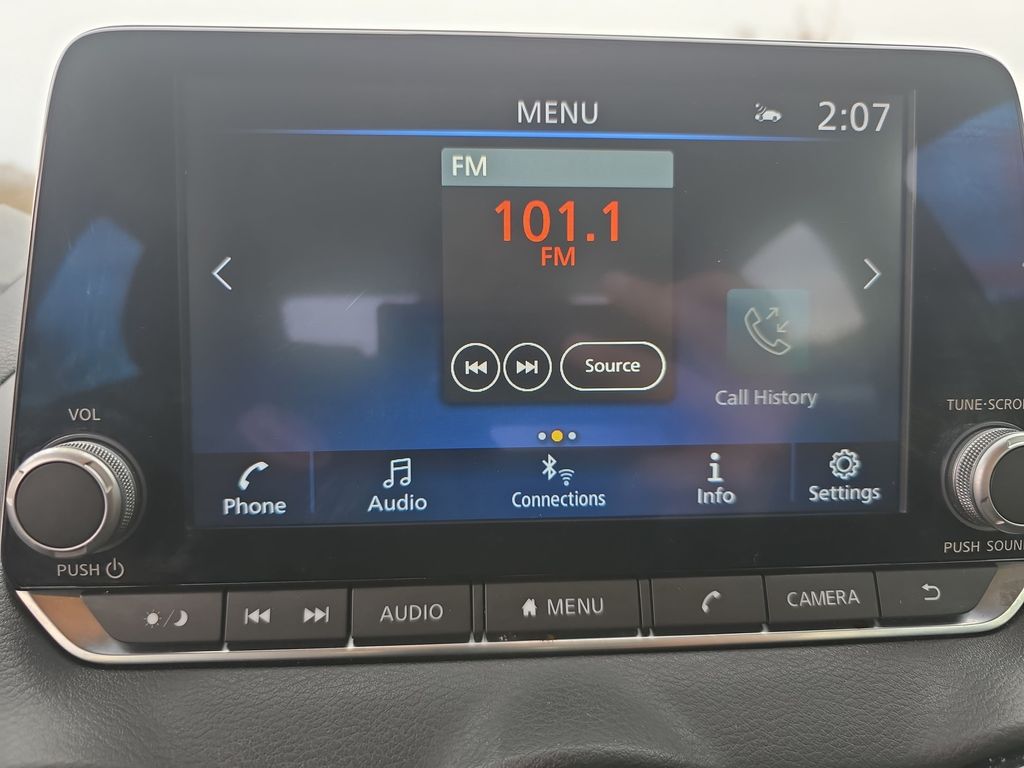 MENU 2:07
FM
101.1
FM
Source
Call History
VOL
TUNE·SCRO
Phone Audio Connections Info Settings
PUSH
PUSH SOUN
AUDIO MENU CAMERA